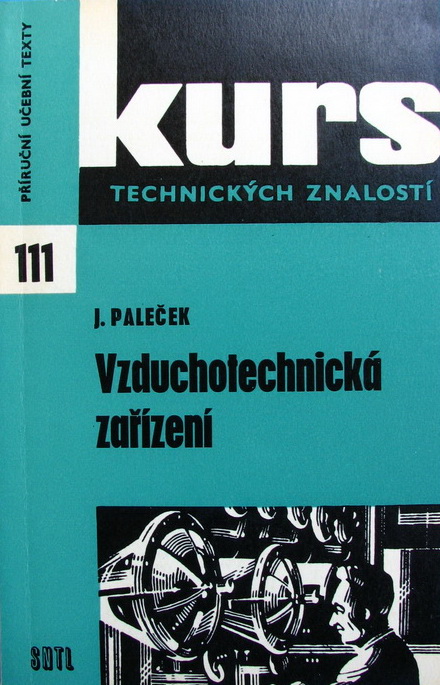 PŘÍRUČNÍ UČEBNÍ TEXTY
kurs
TECHNICKÝCH ZNALOSTÍ
111
J. PALEČEK
Vzduchotechnická
zařízení
SNTL